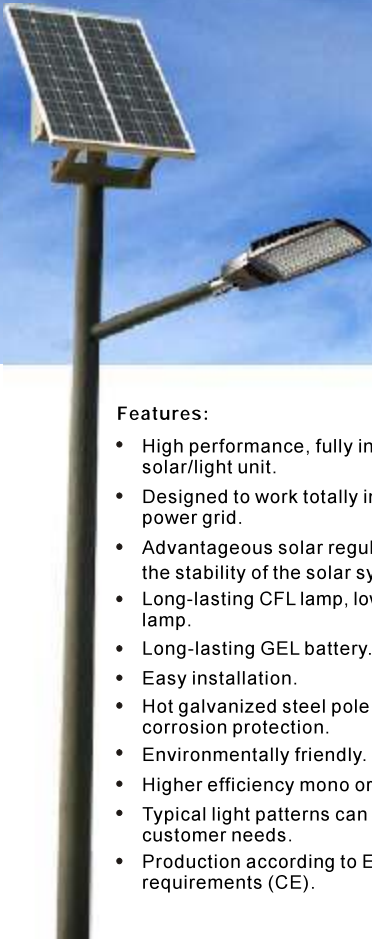 Features:
• High performance, fully in
solar/light unit.
• Designed to work totally i
power grid.
• Advantageous solar regul
the stability of the solar sy
• Long-lasting CFL lamp, lo
lamp.
• Long-lasting GEL battery.
• Easy installation.
• Hot galvanized steel pole
corrosion protection.
• Environmentally friendly.
• Higher efficiency mono or
• Typical light patterns can
customer needs.
• Production according to E
requirements (CE).